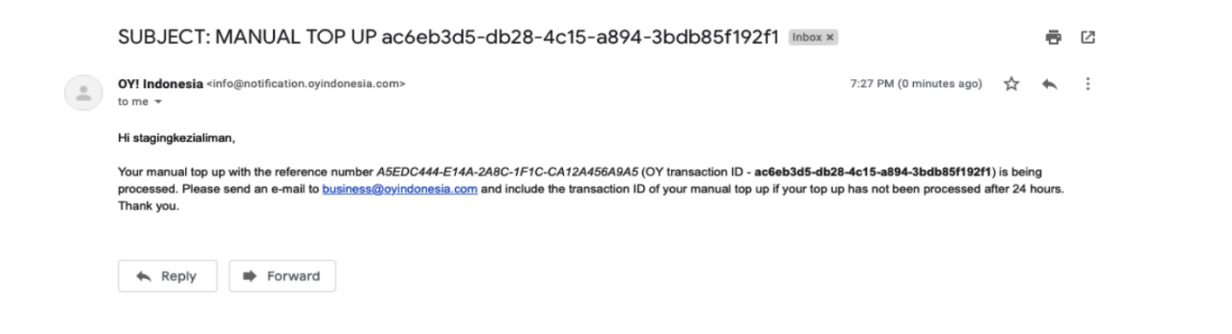 SUBJECT: MANUAL TOP UP ac6eb3d5-db28-4c15-a894-3bdb85f192f1 Inbox x
OY! Indonesia <info@notification.oyindonesia.com> 7:27 PM (0 minutes ago)
to me
Hi stagingkezialiman,
Your manual top up with the reference number A5EDC444-E14A-2A8C-1F1C-CA12A456A9A5 (OY transaction ID - ac6eb3d5-db28-4c15-a894-3bdb85f192f1) is being
processed. Please send an e-mail to business@oyindonesia.com and include the transaction ID of your manual top up if your top up has not been processed after 24 hours.
Thank you.
Reply Forward